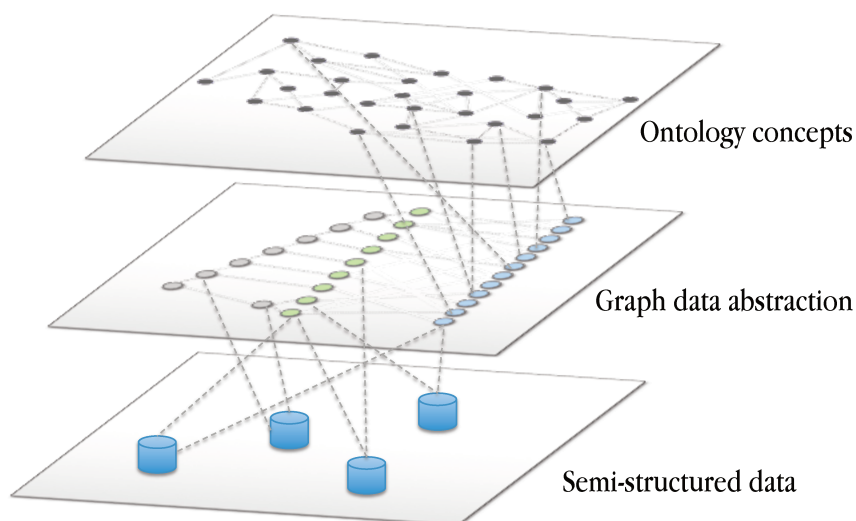 Ontology concepts
Graph data abstraction
Semi-structured data